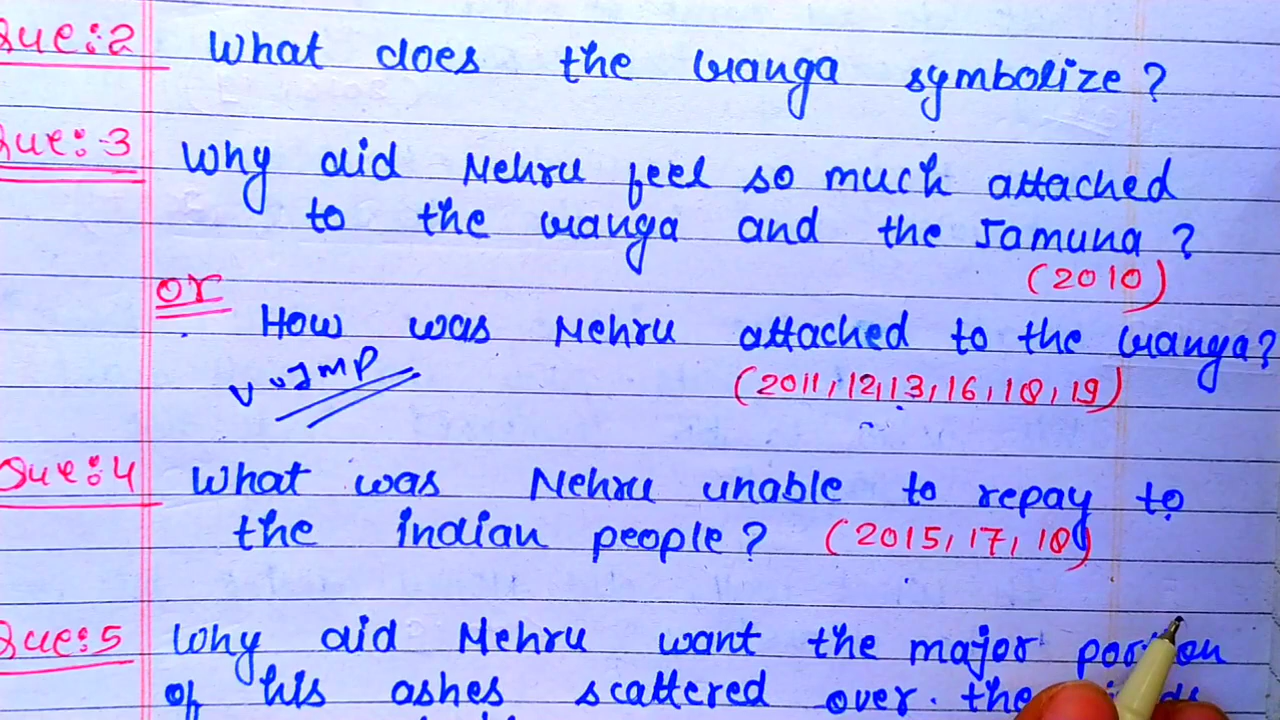 Que:2 What does the Ganga symbolize?
Que:3 Why did Nehru feel so much attached
to the Ganga and the Jamuna?
(2010)
or
How was Nehru attached to the Ganga?
V.V.Imp (2011,12,13,16,18,19)
Que:4 What was Nehru unable to repay to
the indian people? (2015,17,18)
Que:5 Why did Nehru want the major
of his ashes scattered over the